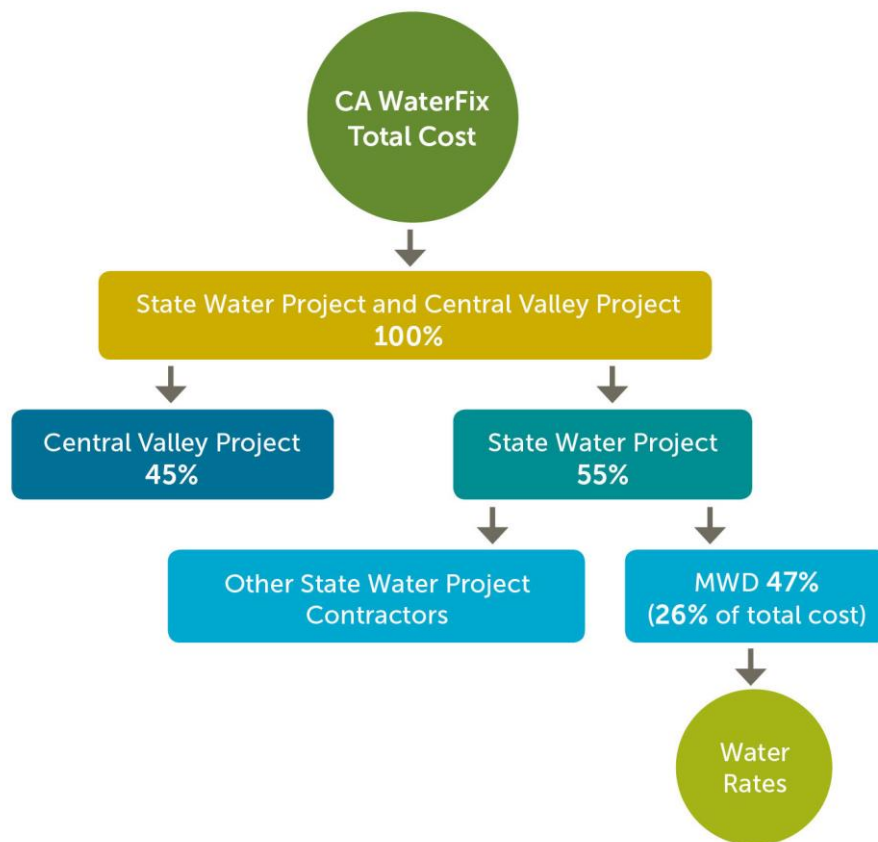 CA WaterFix
Total Cost
State Water Project and Central Valley Project
100%
Central Valley Project
45%
State Water Project
55%
Other State Water Project
Contractors
MWD 47%
(26% of total cost)
Water
Rates